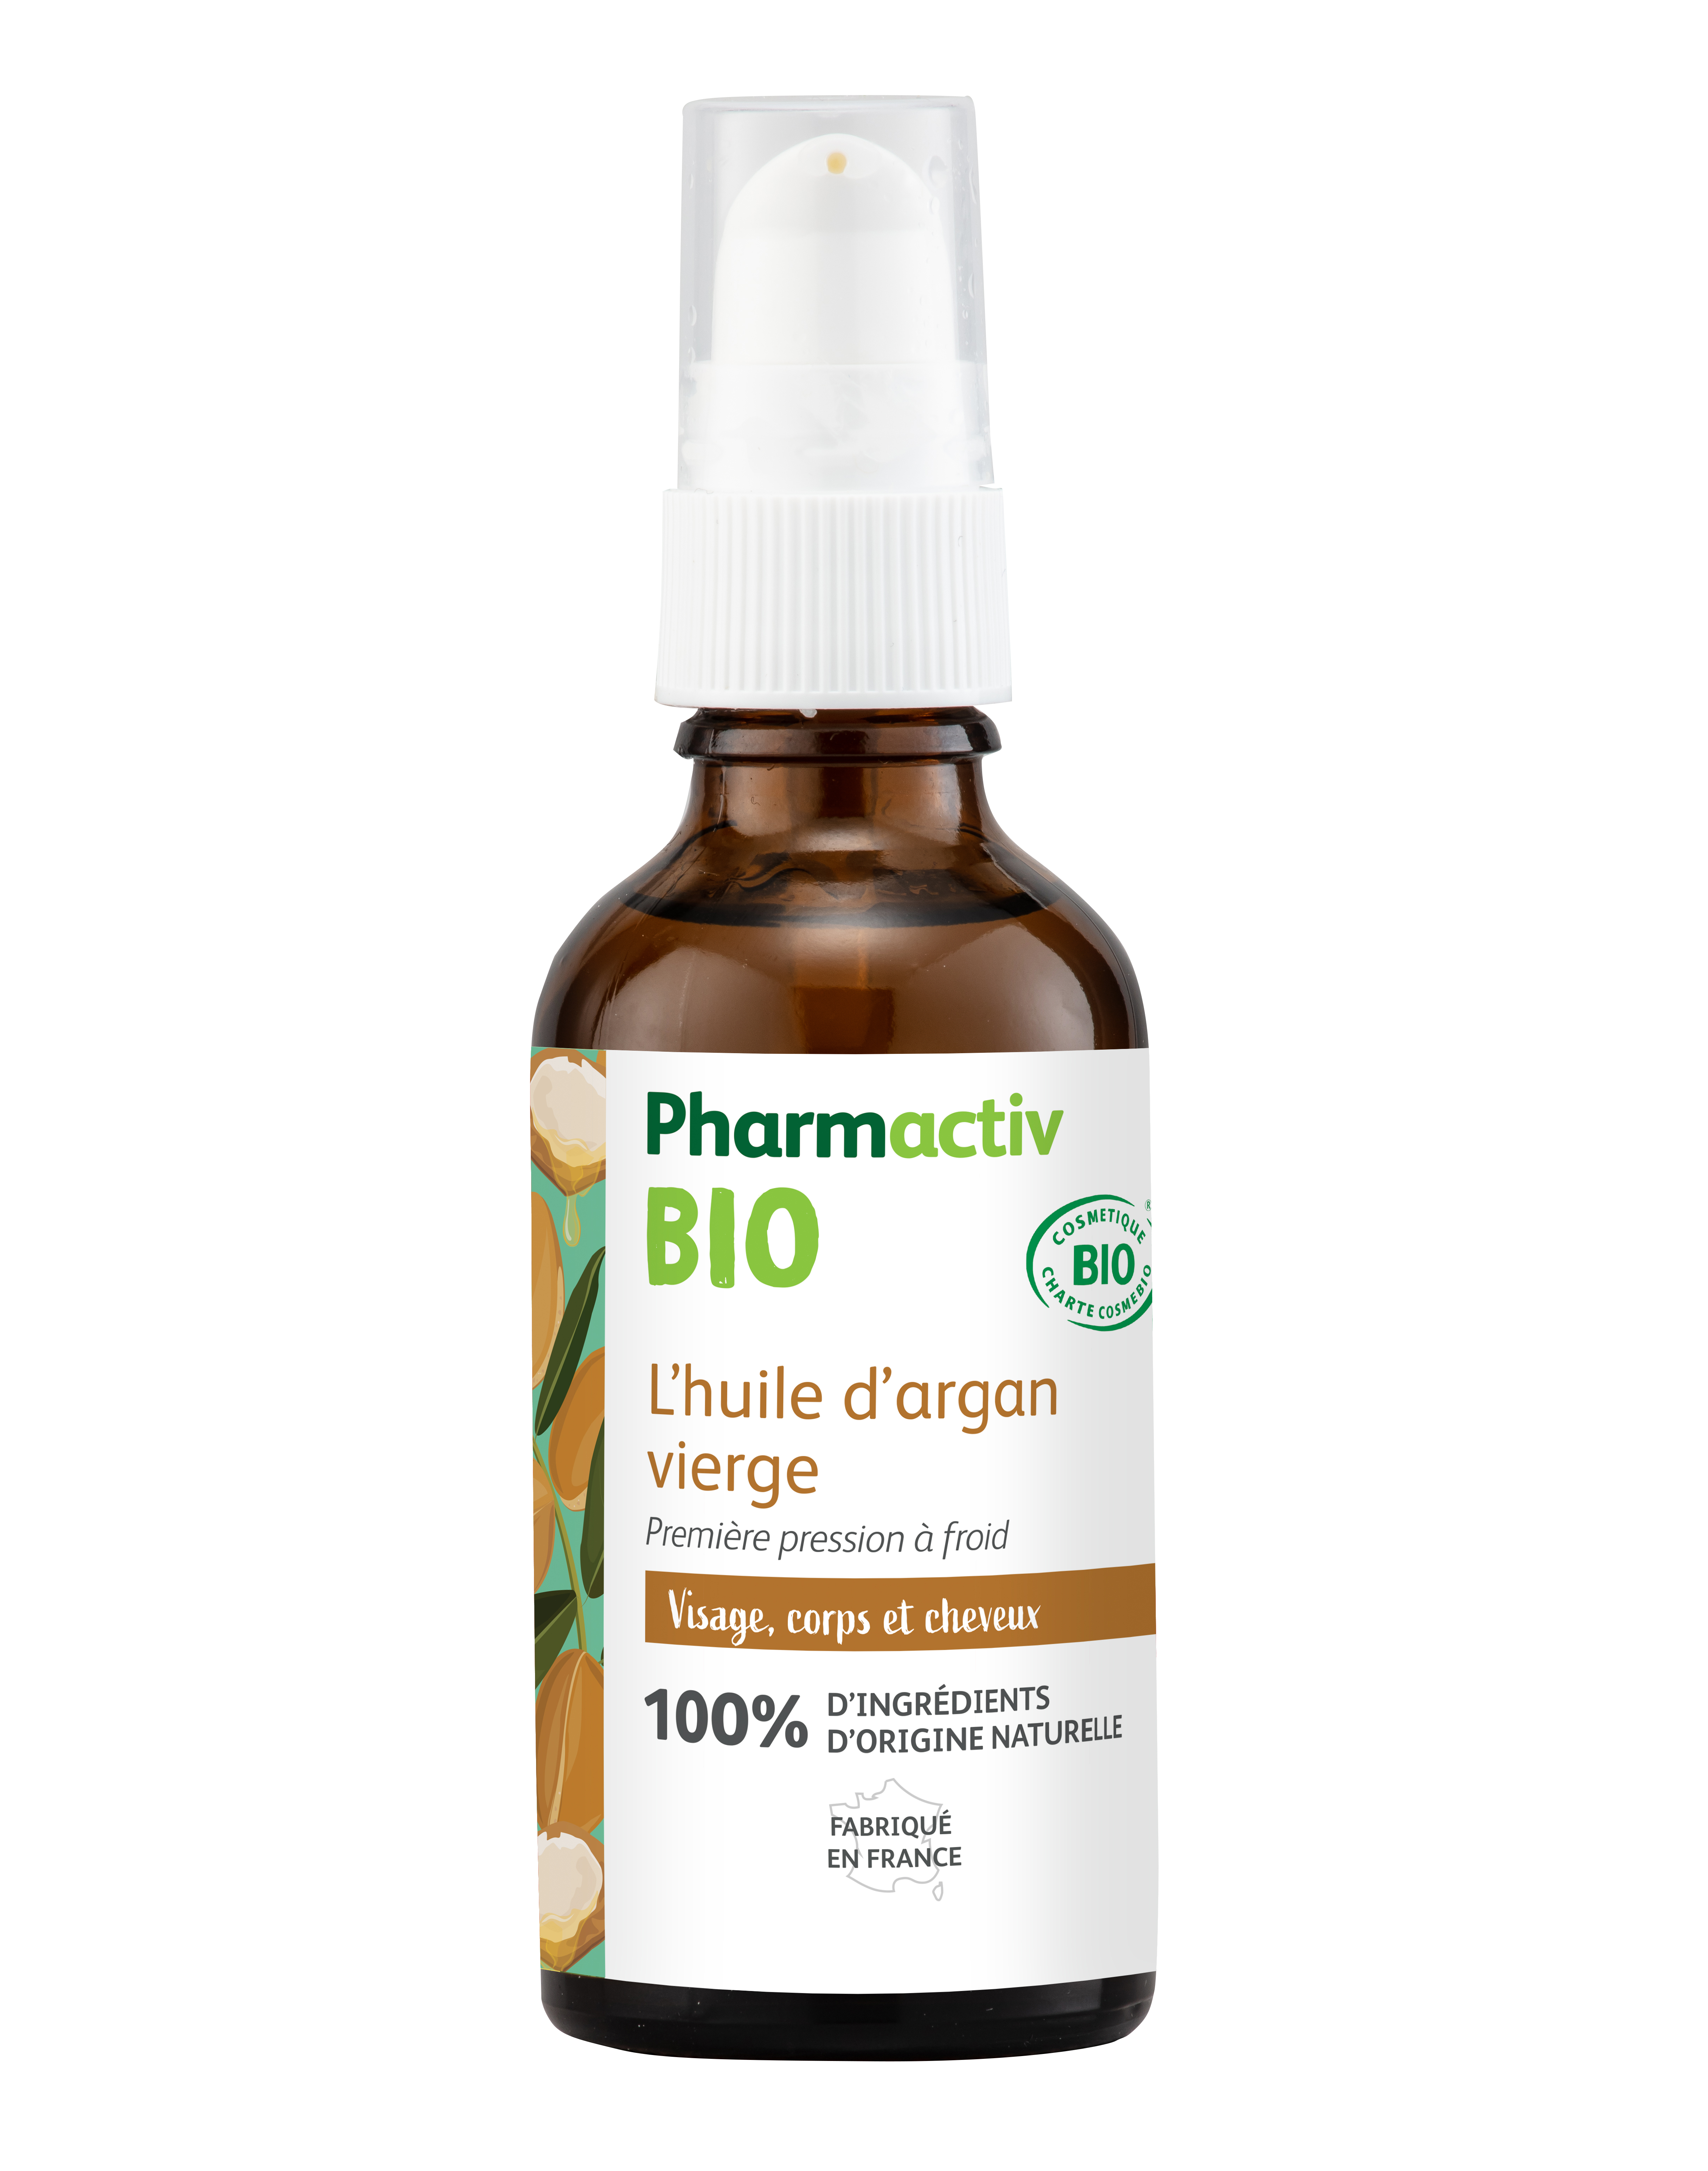 Pharmactiv
BIO
COSMETIQUE
BIO
CHARTE COSMEBIO
L'huile d'argan
vierge
Première pression à froid
Visage, corps et cheveux
100% D'INGRÉDIENTS
D'ORIGINE NATURELLE
FABRIQUÉ
EN FRANCE